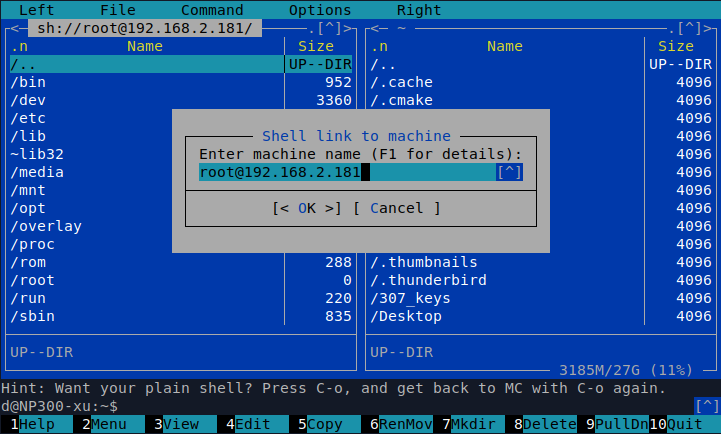 Left File Command Options Right
<─ sh://root@192.168.2.181/ ─.[^]>
<─ ~ ─.[^]>
.n Name Size .n Name Size
/.. UP--DIR /.. UP--DIR
/bin 952 /.cache 4096
/dev 3360 /.cmake 4096
/etc 4096
/lib 4096
~lib32 4096
/media 4096
/mnt 4096
/opt 4096
/overlay 4096
/proc 4096
/rom 288 /.thumbnails 4096
/root 0 /.thunderbird 4096
/run 220 /307_keys 4096
/sbin 835 /Desktop 4096
Shell link to machine
Enter machine name (F1 for details):
root@192.168.2.181 [^]
[< OK >] [ Cancel ]
UP--DIR UP--DIR
3185M/27G (11%)
Hint: Want your plain shell? Press C-o, and get back to MC with C-o again.
d@NP300-xu:~$ [^]
1Help 2Menu 3View 4Edit 5Copy 6RenMov 7Mkdir 8Delete 9PullDn 10Quit